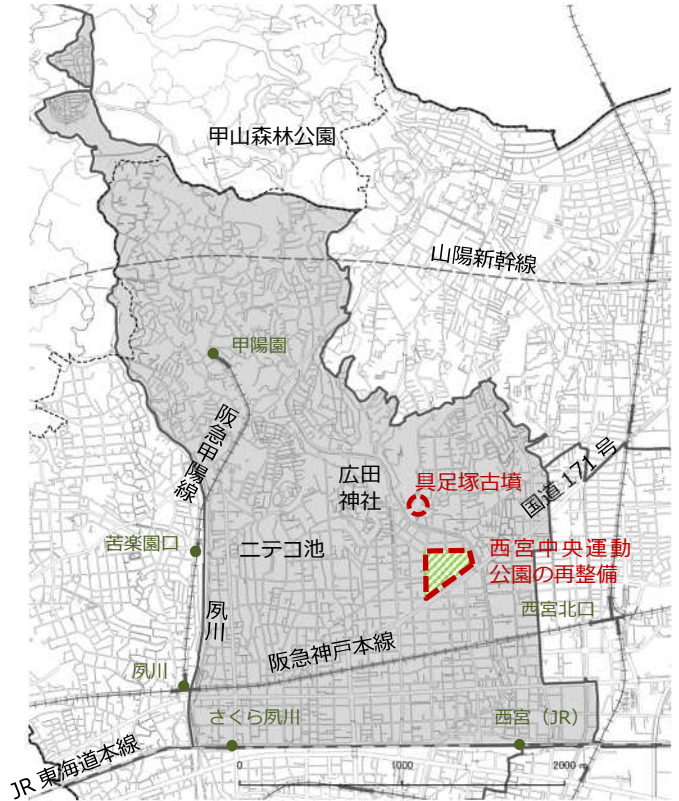 甲山森林公園
山陽新幹線
甲陽園
阪急甲陽線
広田
神社
具足塚古墳
国道171号
苦楽園口
ニテコ池
西宮中央運動
公園の再整備
夙川
西宮北口
阪急神戸本線
夙川
さくら夙川
西宮（JR）
JR東海道本線
0
1000
2000 m